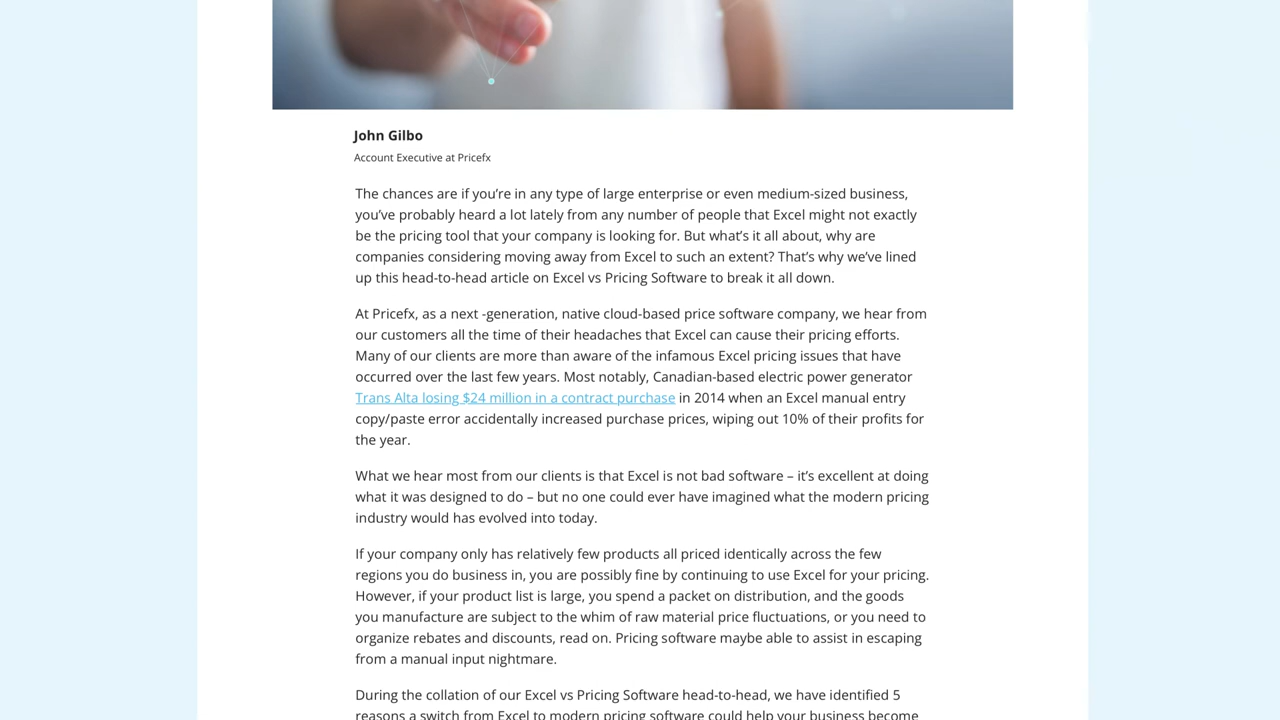 John Gilbo
Account Executive at Pricefx
The chances are if you’re in any type of large enterprise or even medium-sized business,
you’ve probably heard a lot lately from any number of people that Excel might not exactly
be the pricing tool that your company is looking for. But what’s it all about, why are
companies considering moving away from Excel to such an extent? That’s why we’ve lined
up this head-to-head article on Excel vs Pricing Software to break it all down.
At Pricefx, as a next -generation, native cloud-based price software company, we hear from
our customers all the time of their headaches that Excel can cause their pricing efforts.
Many of our clients are more than aware of the infamous Excel pricing issues that have
occurred over the last few years. Most notably, Canadian-based electric power generator
Trans Alta losing $24 million in a contract purchase in 2014 when an Excel manual entry
copy/paste error accidentally increased purchase prices, wiping out 10% of their profits for
the year.
What we hear most from our clients is that Excel is not bad software – it’s excellent at doing
what it was designed to do – but no one could ever have imagined what the modern pricing
industry would has evolved into today.
If your company only has relatively few products all priced identically across the few
regions you do business in, you are possibly fine by continuing to use Excel for your pricing.
However, if your product list is large, you spend a packet on distribution, and the goods
you manufacture are subject to the whim of raw material price fluctuations, or you need to
organize rebates and discounts, read on. Pricing software maybe able to assist in escaping
from a manual input nightmare.
During the collation of our Excel vs Pricing Software head-to-head, we have identified 5
reasons a switch from Excel to modern pricing software could help your business become